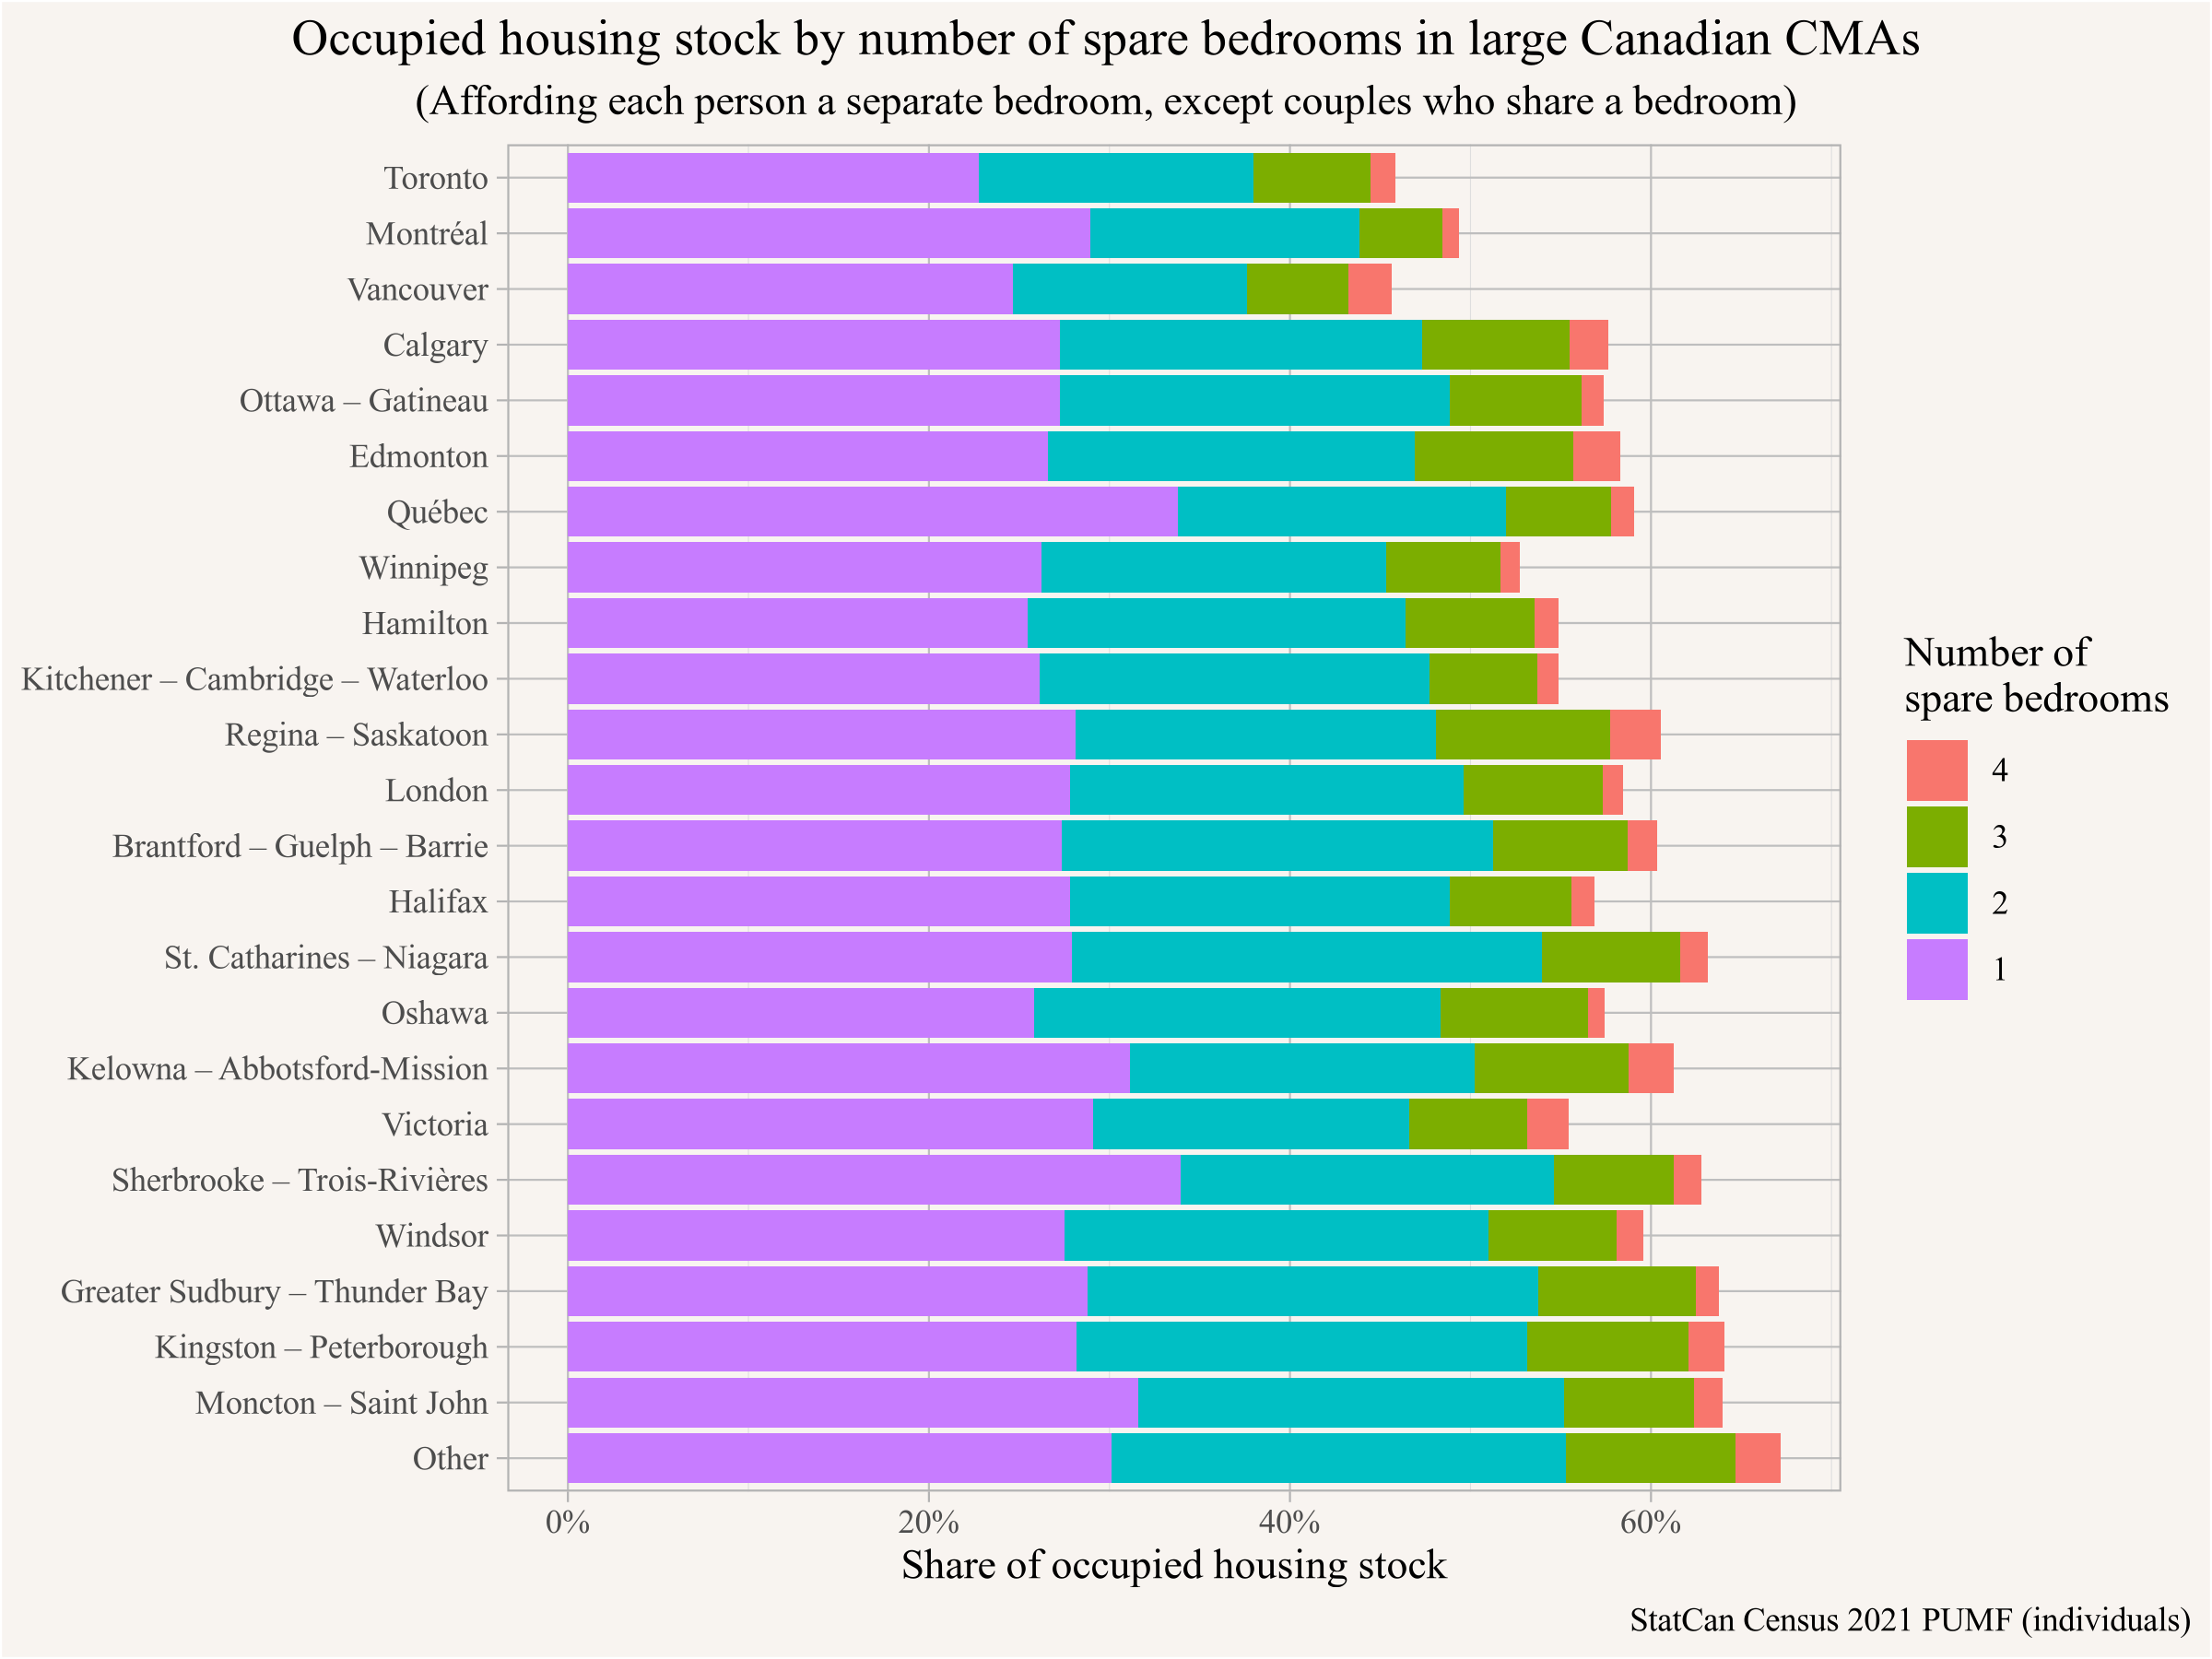 Occupied housing stock by number of spare bedrooms in large Canadian CMAs
(Affording each person a separate bedroom, except couples who share a bedroom)
Toronto
Montréal
Vancouver
Calgary
Ottawa – Gatineau
Edmonton
Québec
Winnipeg
Hamilton
Kitchener – Cambridge – Waterloo
Regina – Saskatoon
London
Brantford – Guelph – Barrie
Halifax
St. Catharines – Niagara
Oshawa
Kelowna – Abbotsford-Mission
Victoria
Sherbrooke – Trois-Rivières
Windsor
Greater Sudbury – Thunder Bay
Kingston – Peterborough
Moncton – Saint John
Other
0% 20% 40% 60%
Share of occupied housing stock
Number of
spare bedrooms
4
3
2
1
StatCan Census 2021 PUMF (individuals)